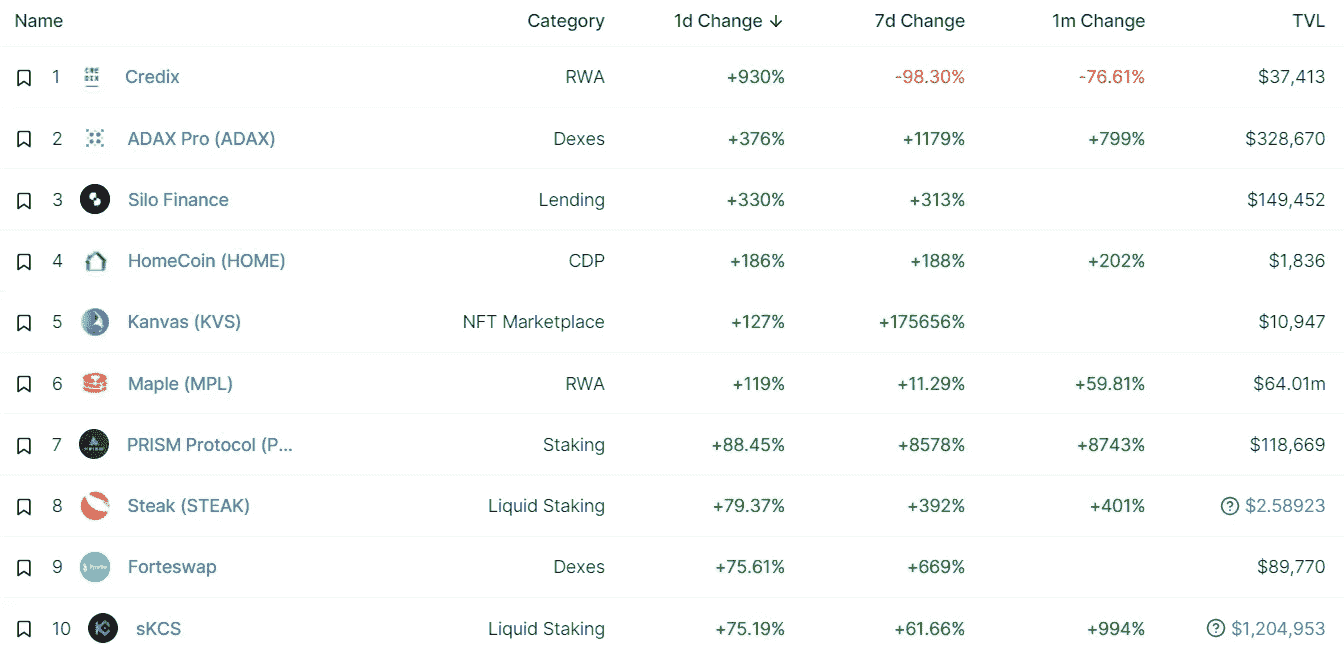 Name Category 1d Change ↓ 7d Change 1m Change TVL
1 CRE DIX Credix RWA +930% -98.30% -76.61% $37,413
2 ADAX Pro (ADAX) Dexes +376% +1179% +799% $328,670
3 Silo Finance Lending +330% +313% $149,452
4 HomeCoin (HOME) CDP +186% +188% +202% $1,836
5 Kanvas (KVS) NFT Marketplace +127% +175656% $10,947
6 Maple (MPL) RWA +119% +11.29% +59.81% $64.01m
7 PRISM Protocol (P... Staking +88.45% +8578% +8743% $118,669
8 Steak (STEAK) Liquid Staking +79.37% +392% +401% ? $2.58923
9 Forteswap Dexes +75.61% +669% $89,770
10 sKCS Liquid Staking +75.19% +61.66% +994% ? $1,204,953